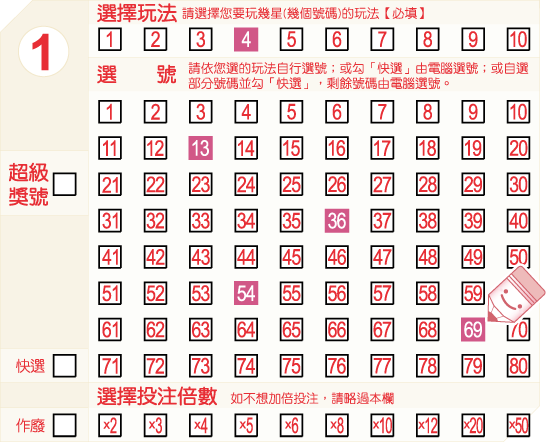 1
選擇玩法 請選擇您要玩幾星(幾個號碼)的玩法【必填】
1 2 3 4 5 6 7 8 9 10
選 號 請依您選的玩法自行選號；或勾「快選」由電腦選號；或自選
部分號碼並勾「快選」，剩餘號碼由電腦選號。
1 2 3 4 5 6 7 8 9 10
11 12 13 14 15 16 17 18 19 20
超級
獎號
21 22 23 24 25 26 27 28 29 30
31 32 33 34 35 36 37 38 39 40
41 42 43 44 45 46 47 48 49 50
51 52 53 54 55 56 57 58 59
61 62 63 64 65 66 67 68 69 70
快選 71 72 73 74 75 76 77 78 79 80
選擇投注倍數 如不想加倍投注，請略過本欄
作廢 ×2 ×3 ×4 ×5 ×6 ×8 ×10 ×12 ×20 ×50